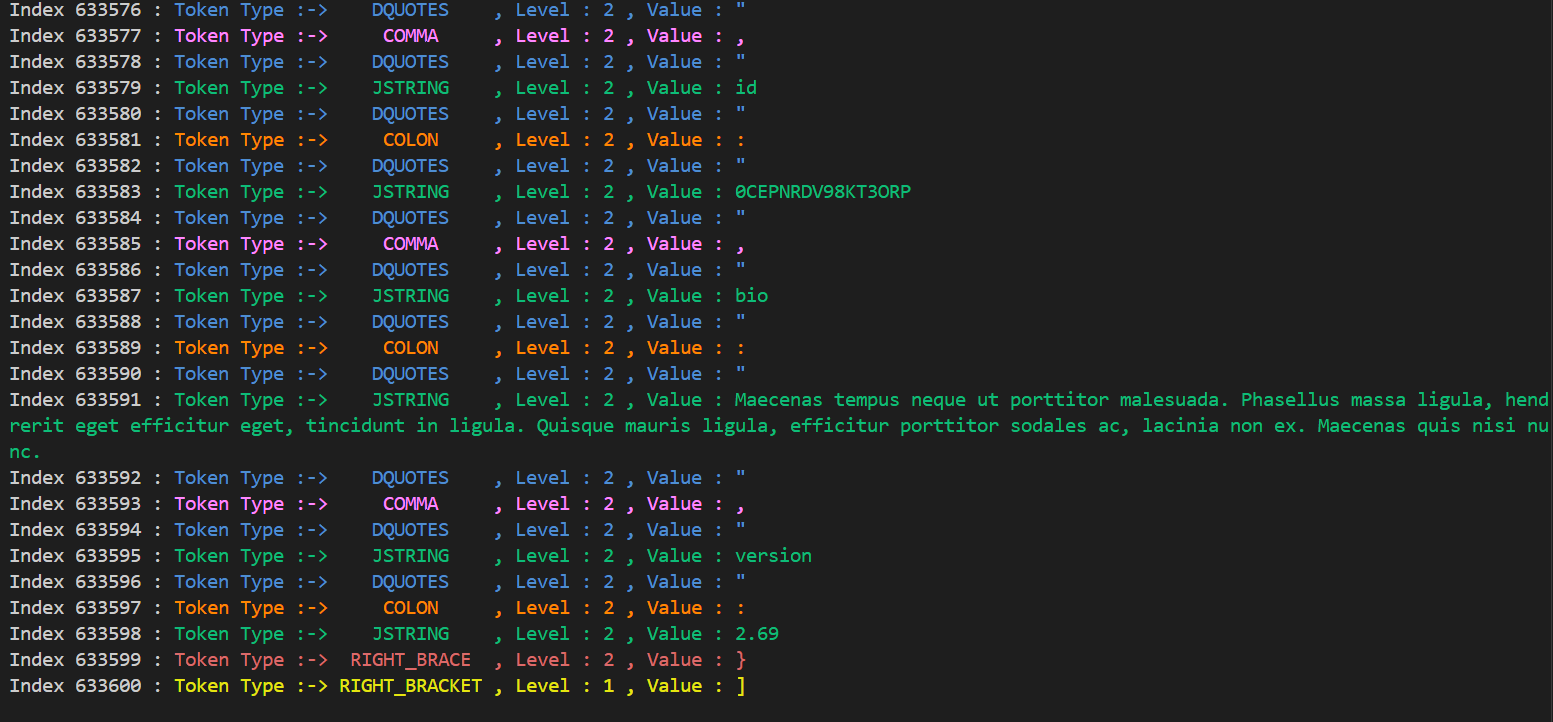 Index 633576 : Token Type :-> DQUOTES , Level : 2 , Value : "
Index 633577 : Token Type :-> COMMA , Level : 2 , Value : ,
Index 633578 : Token Type :-> DQUOTES , Level : 2 , Value : "
Index 633579 : Token Type :-> JSTRING , Level : 2 , Value : id
Index 633580 : Token Type :-> DQUOTES , Level : 2 , Value : "
Index 633581 : Token Type :-> COLON , Level : 2 , Value : :
Index 633582 : Token Type :-> DQUOTES , Level : 2 , Value : "
Index 633583 : Token Type :-> JSTRING , Level : 2 , Value : 0CEPNRDV98KT3ORP
Index 633584 : Token Type :-> DQUOTES , Level : 2 , Value : "
Index 633585 : Token Type :-> COMMA , Level : 2 , Value : ,
Index 633586 : Token Type :-> DQUOTES , Level : 2 , Value : "
Index 633587 : Token Type :-> JSTRING , Level : 2 , Value : bio
Index 633588 : Token Type :-> DQUOTES , Level : 2 , Value : "
Index 633589 : Token Type :-> COLON , Level : 2 , Value : :
Index 633590 : Token Type :-> DQUOTES , Level : 2 , Value : "
Index 633591 : Token Type :-> JSTRING , Level : 2 , Value : Maecenas tempus neque ut porttitor malesuada. Phasellus massa ligula, hend
rerit eget efficitur eget, tincidunt in ligula. Quisque mauris ligula, efficitur porttitor sodales ac, lacinia non ex. Maecenas quis nisi nu
nc.
Index 633592 : Token Type :-> DQUOTES , Level : 2 , Value : "
Index 633593 : Token Type :-> COMMA , Level : 2 , Value : ,
Index 633594 : Token Type :-> DQUOTES , Level : 2 , Value : "
Index 633595 : Token Type :-> JSTRING , Level : 2 , Value : version
Index 633596 : Token Type :-> DQUOTES , Level : 2 , Value : "
Index 633597 : Token Type :-> COLON , Level : 2 , Value : :
Index 633598 : Token Type :-> JSTRING , Level : 2 , Value : 2.69
Index 633599 : Token Type :-> RIGHT_BRACE , Level : 2 , Value : }
Index 633600 : Token Type :-> RIGHT_BRACKET , Level : 1 , Value : ]